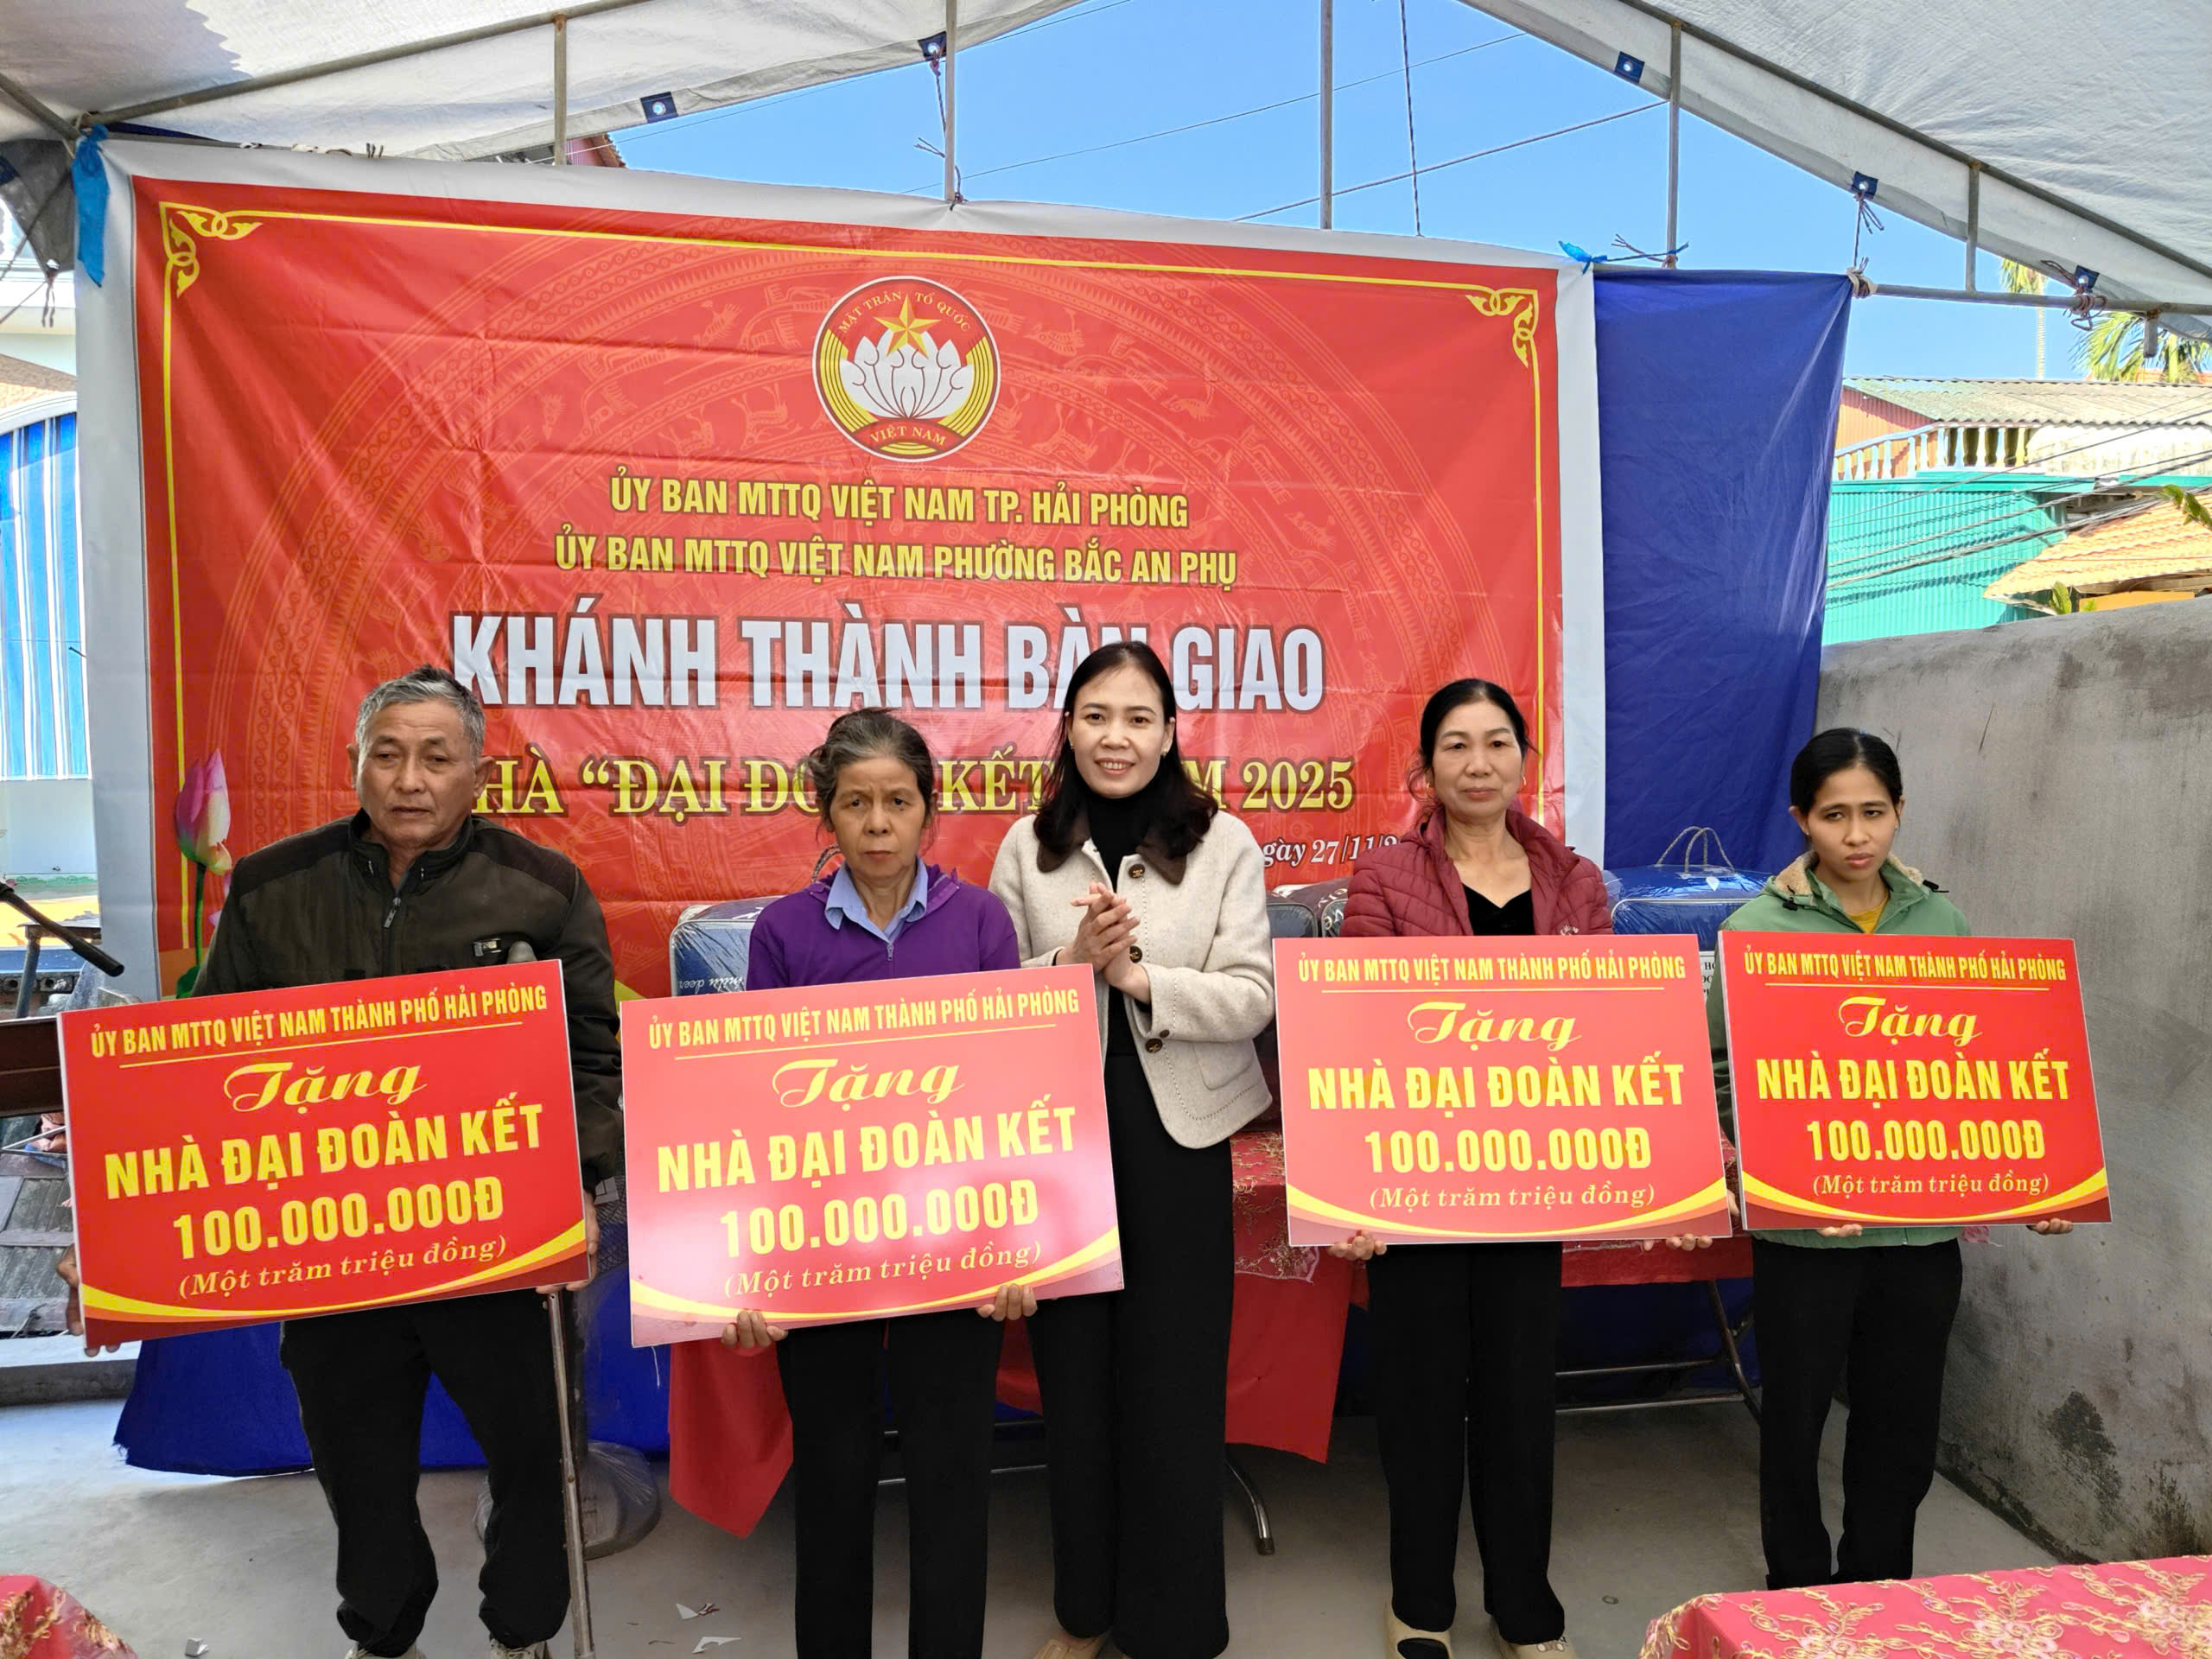 MẶT TRẬN TỔ QUỐC
VIỆT NAM
ỦY BAN MTTQ VIỆT NAM TP. HẢI PHÒNG
ỦY BAN MTTQ VIỆT NAM PHƯỜNG BẮC AN PHỤ
KHÁNH THÀNH BÀN GIAO
“ĐẠI 2025
27/11/
ỦY BAN MTTQ VIỆT NAM THÀNH PHỐ HẢI PHÒNG
Tặng
NHÀ ĐẠI ĐOÀN KẾT
100.000.000Đ
(Một trăm triệu đồng)
ỦY BAN MTTQ VIỆT NAM THÀNH PHỐ HẢI PHÒNG
Tặng
NHÀ ĐẠI ĐOÀN KẾT
100.000.000Đ
(Một trăm triệu đồng)
ỦY BAN MTTQ VIỆT NAM THÀNH PHỐ HẢI PHÒNG
Tặng
NHÀ ĐẠI ĐOÀN KẾT
100.000.000Đ
(Một trăm triệu đồng)
ỦY BAN MTTQ VIỆT NAM THÀNH PHỐ HẢI PHÒNG
Tặng
NHÀ ĐẠI ĐOÀN KẾT
100.000.000Đ
(Một trăm triệu đồng)